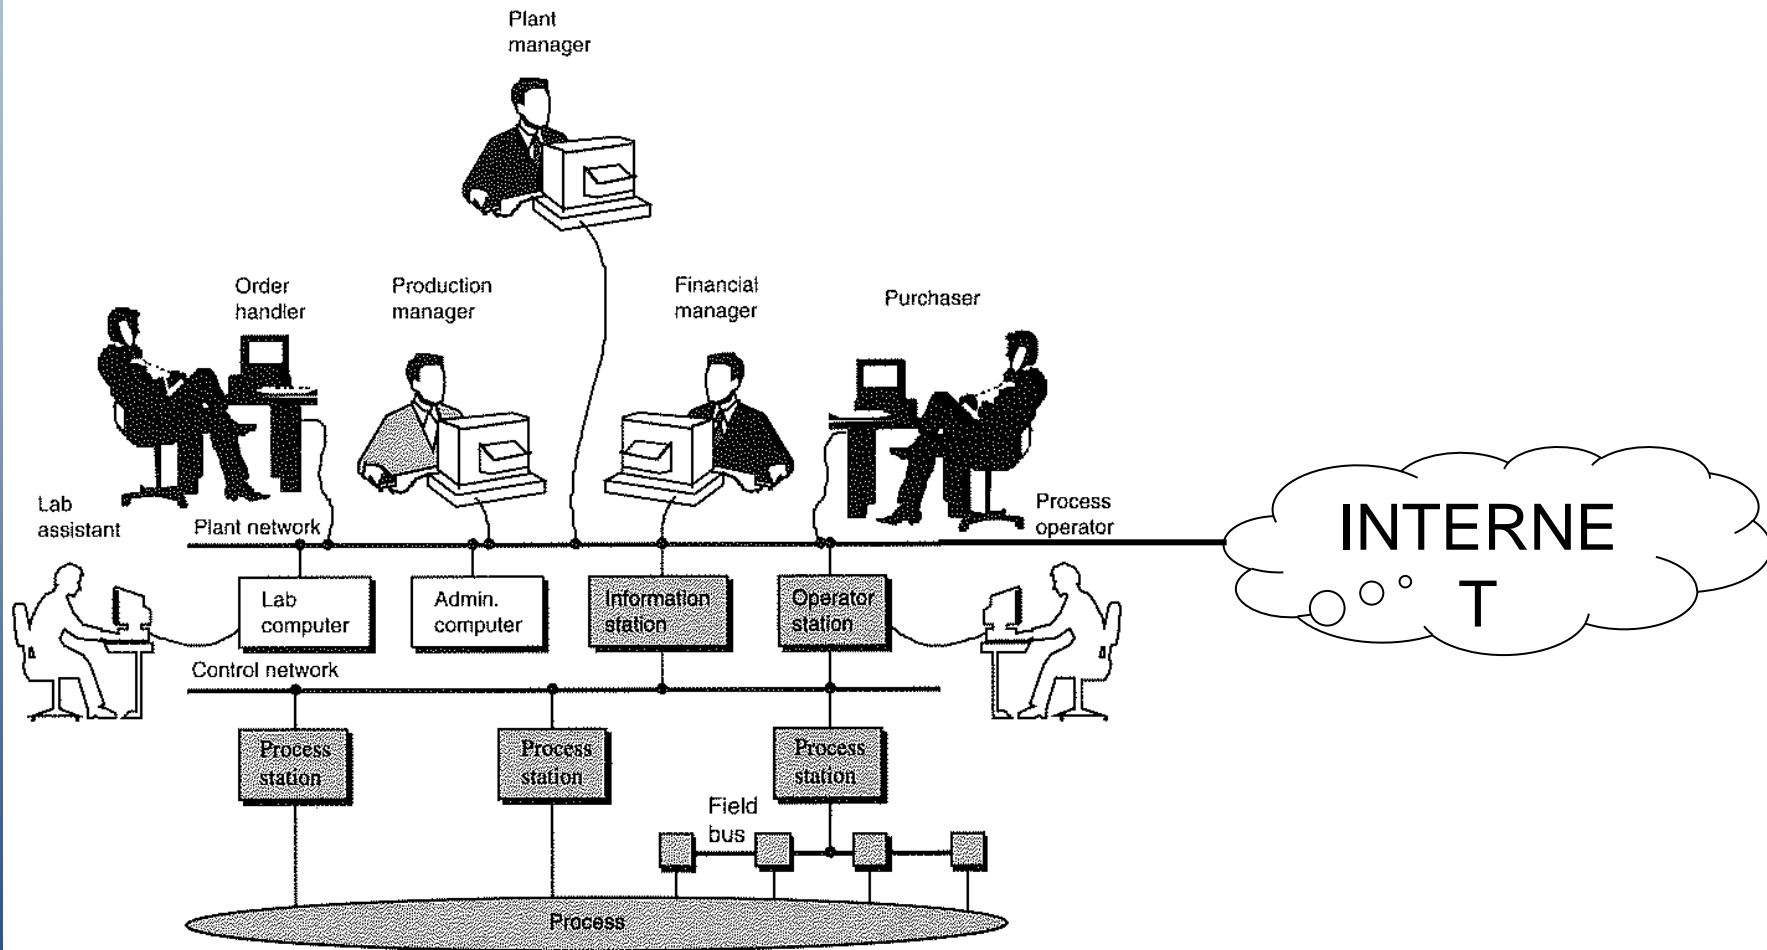 Plant
manager
Order
handler
Production
manager
Financial
manager
Purchaser
Lab
assistant
Plant network
Process
operator
INTERNE
T
Lab
computer
Admin.
computer
Information
station
Operator
station
Control network
Process
station
Process
station
Process
station
Field
bus
Process